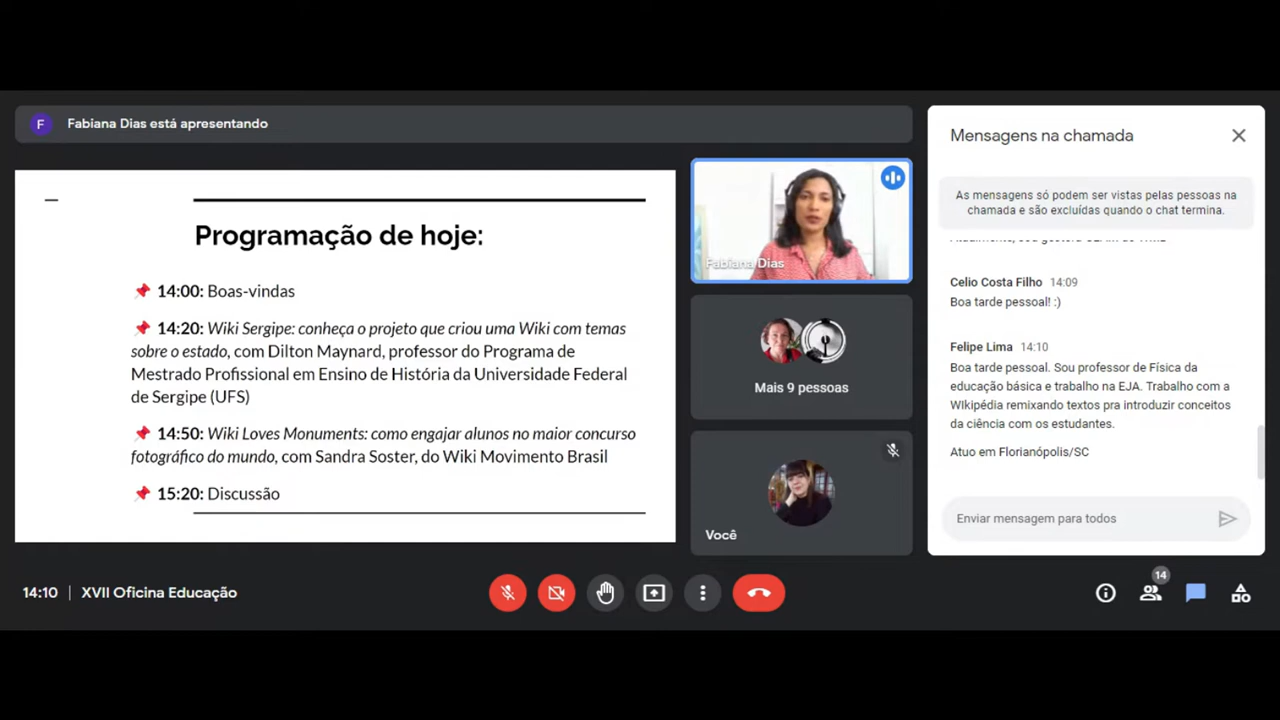 F Fabiana Dias está apresentando
Programação de hoje:
14:00: Boas-vindas
14:20: Wiki Sergipe: conheça o projeto que criou uma Wiki com temas
sobre o estado, com Dilton Maynard, professor do Programa de
Mestrado Profissional em Ensino de História da Universidade Federal
de Sergipe (UFS)
14:50: Wiki Loves Monuments: como engajar alunos no maior concurso
fotográfico do mundo, com Sandra Soster, do Wiki Movimento Brasil
15:20: Discussão
Fabiana Dias
Mais 9 pessoas
Você
Mensagens na chamada
As mensagens só podem ser vistas pelas pessoas na
chamada e são excluídas quando o chat termina.
Celio Costa Filho 14:09
Boa tarde pessoal! :)
Felipe Lima 14:10
Boa tarde pessoal. Sou professor de Física da
educação básica e trabalho na EJA. Trabalho com a
WIkipédia remixando textos pra introduzir conceitos
da ciência com os estudantes.
Atuo em Florianópolis/SC
Enviar mensagem para todos
14:10 | XVII Oficina Educação
14